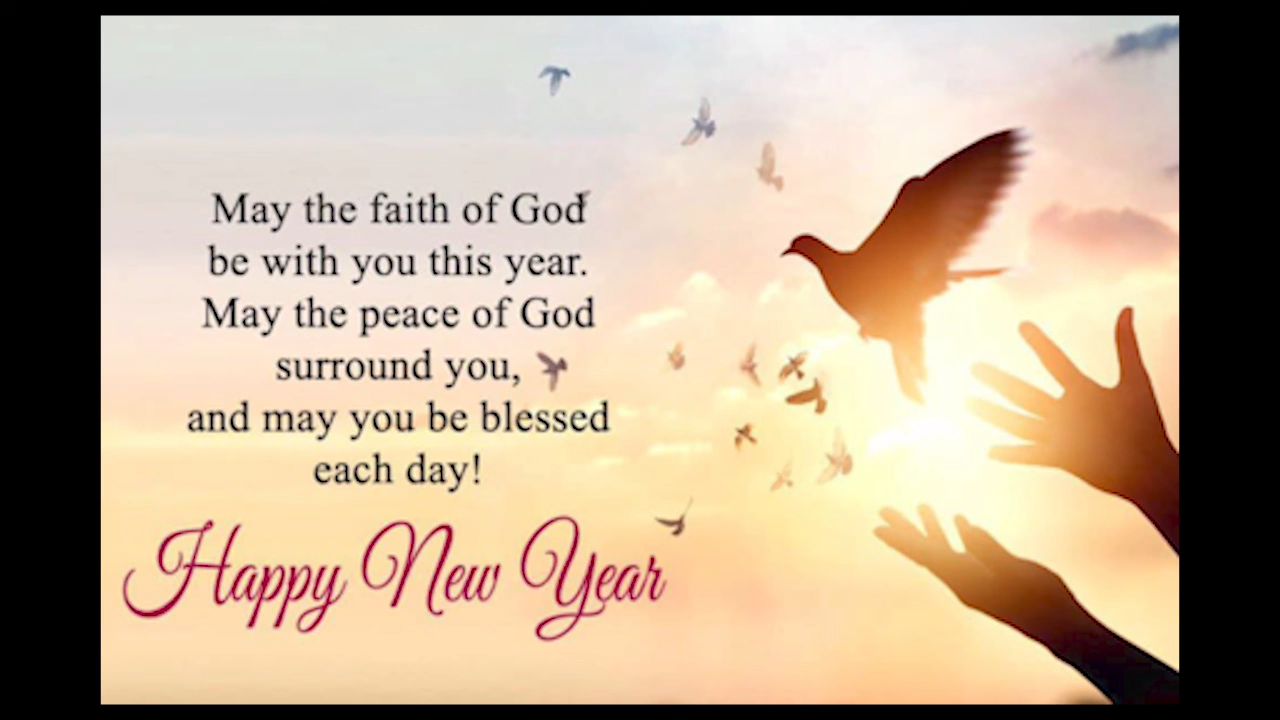 May the faith of God
be with you this year.
May the peace of God
surround you,
and may you be blessed
each day!
Happy New Year